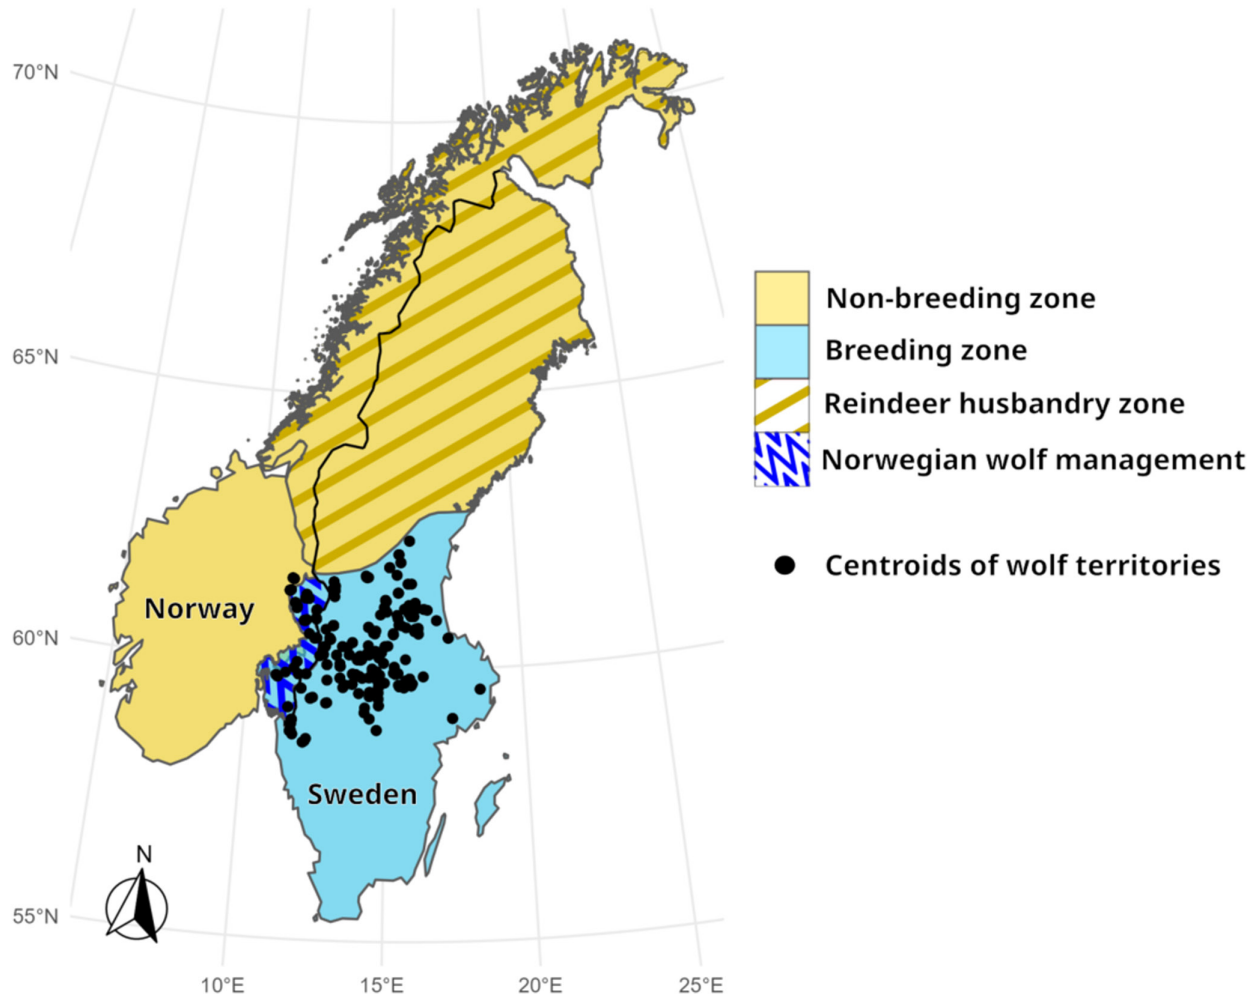 70°N
65°N
60°N
55°N
10°E
15°E
20°E
25°E
Norway
Sweden
N
Non-breeding zone
Breeding zone
Reindeer husbandry zone
Norwegian wolf management
Centroids of wolf territories